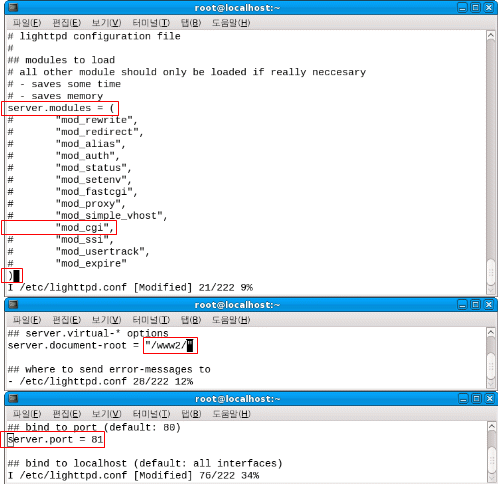 root@localhost:~
파일(F) 편집(E) 보기(V) 터미널(T) 탭(B) 도움말(H)
# lighttpd configuration file
#
## modules to load
# all other module should only be loaded if really neccesary
# - saves some time
# - saves memory
server.modules = (
# "mod_rewrite",
# "mod_redirect",
# "mod_alias",
# "mod_auth",
# "mod_status",
# "mod_setenv",
# "mod_fastcgi",
# "mod_proxy",
# "mod_simple_vhost",
"mod_cgi",
# "mod_ssi",
# "mod_usertrack",
# "mod_expire"
)
I /etc/lighttpd.conf [Modified] 21/222 9%
root@localhost:~
파일(F) 편집(E) 보기(V) 터미널(T) 탭(B) 도움말(H)
## server.virtual-* options
server.document-root = "/www2/"
## where to send error-messages to
- /etc/lighttpd.conf 28/222 12%
root@localhost:~
파일(F) 편집(E) 보기(V) 터미널(T) 탭(B) 도움말(H)
## bind to port (default: 80)
server.port = 81
## bind to localhost (default: all interfaces)
I /etc/lighttpd.conf [Modified] 76/222 34%